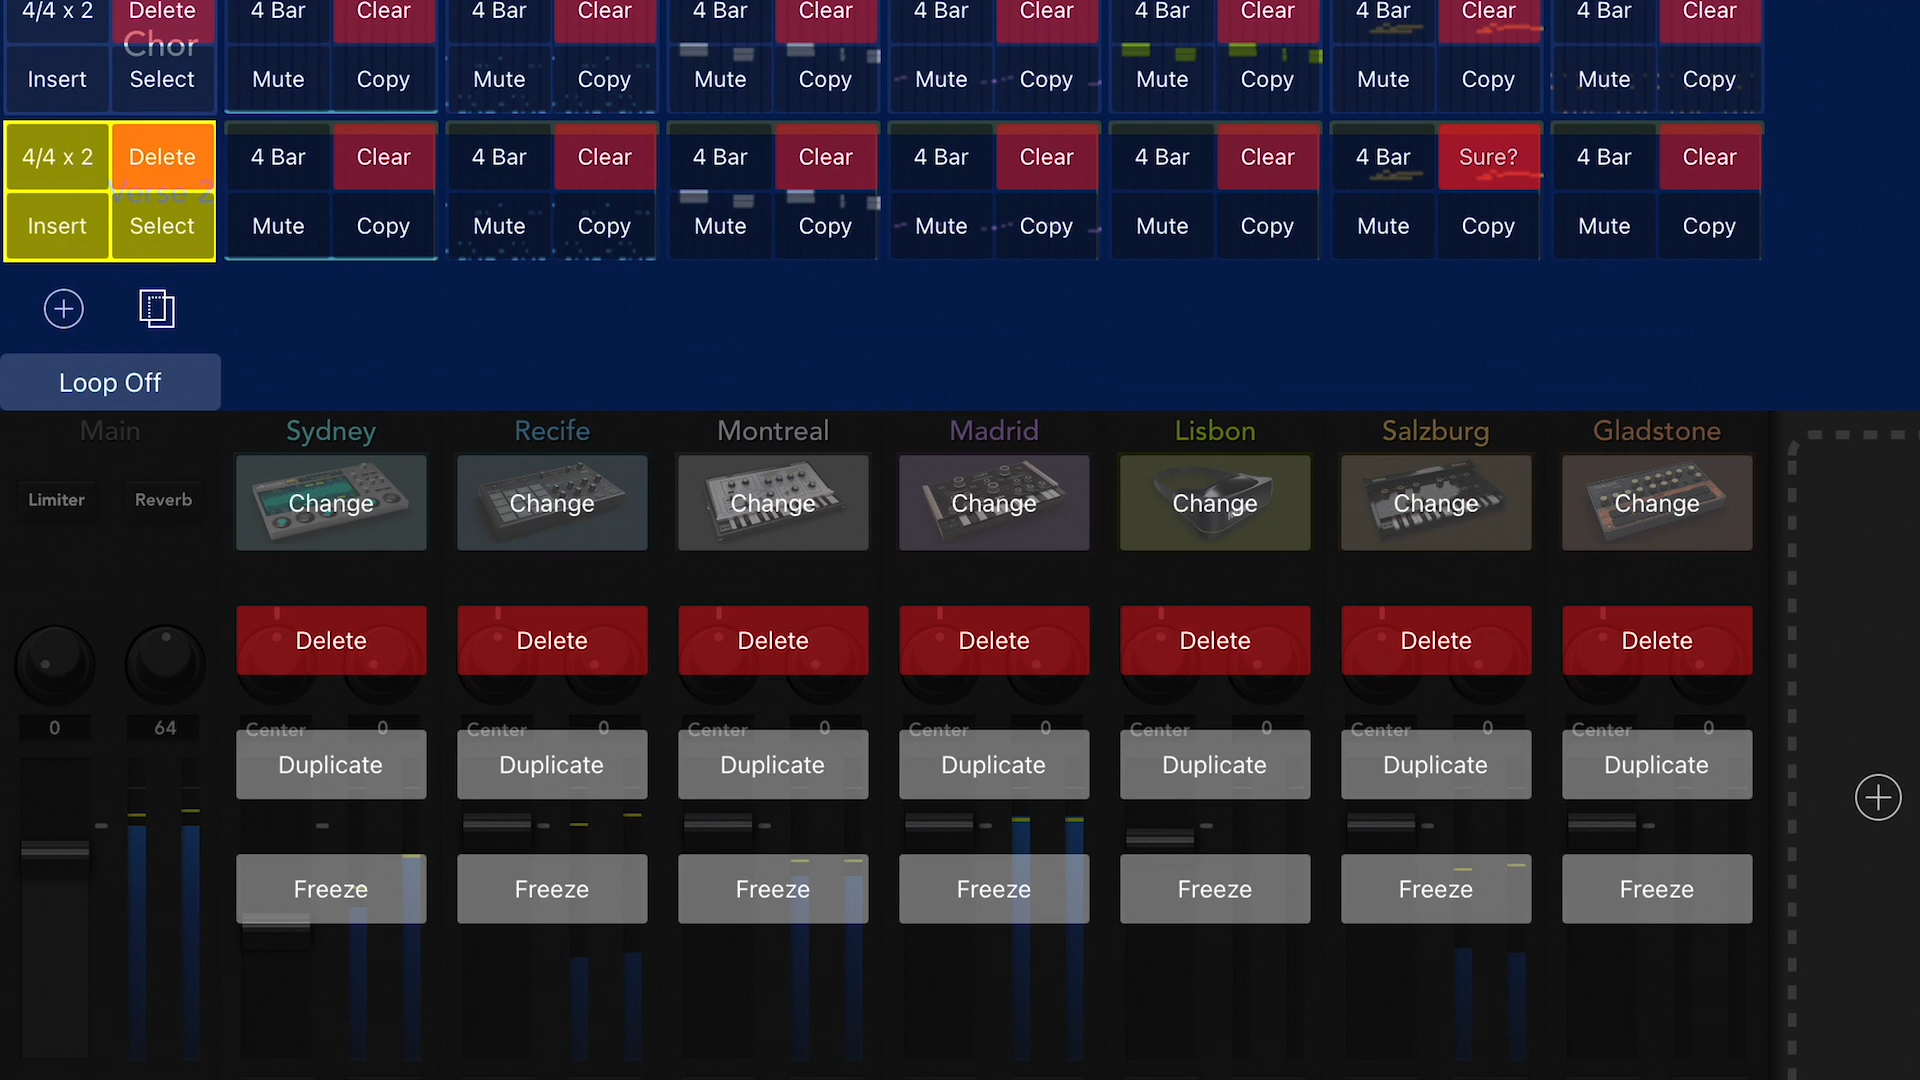 4/4 x 2 Delete 4 Bar Clear 4 Bar Clear 4 Bar Clear 4 Bar Clear 4 Bar Clear 4 Bar Clear 4 Bar Clear
Chor
Insert Select Mute Copy Mute Copy Mute Copy Mute Copy Mute Copy Mute Copy Mute Copy
4/4 x 2 Delete 4 Bar Clear 4 Bar Clear 4 Bar Clear 4 Bar Clear 4 Bar Clear 4 Bar Sure? 4 Bar Clear
Verse 2
Insert Select Mute Copy Mute Copy Mute Copy Mute Copy Mute Copy Mute Copy Mute Copy
Loop Off
Main Sydney Recife Montreal Madrid Lisbon Salzburg Gladstone
Limiter Reverb Change Change Change Change Change Change Change
Delete Delete Delete Delete Delete Delete Delete
0 64 Center 0 Center 0 Center 0 Center 0 Center 0 Center 0 Center 0
Duplicate Duplicate Duplicate Duplicate Duplicate Duplicate Duplicate
Freeze Freeze Freeze Freeze Freeze Freeze Freeze